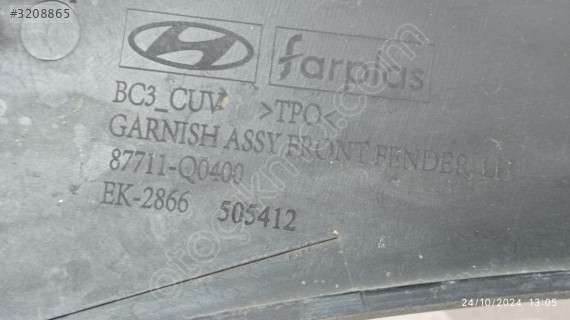 #3208865
farplas
BC3_CUV >TPO<
GARNISH ASSY FRONT FENDER, LH
87711-Q0400
EK-2866 505412
24/10/2024 13:05